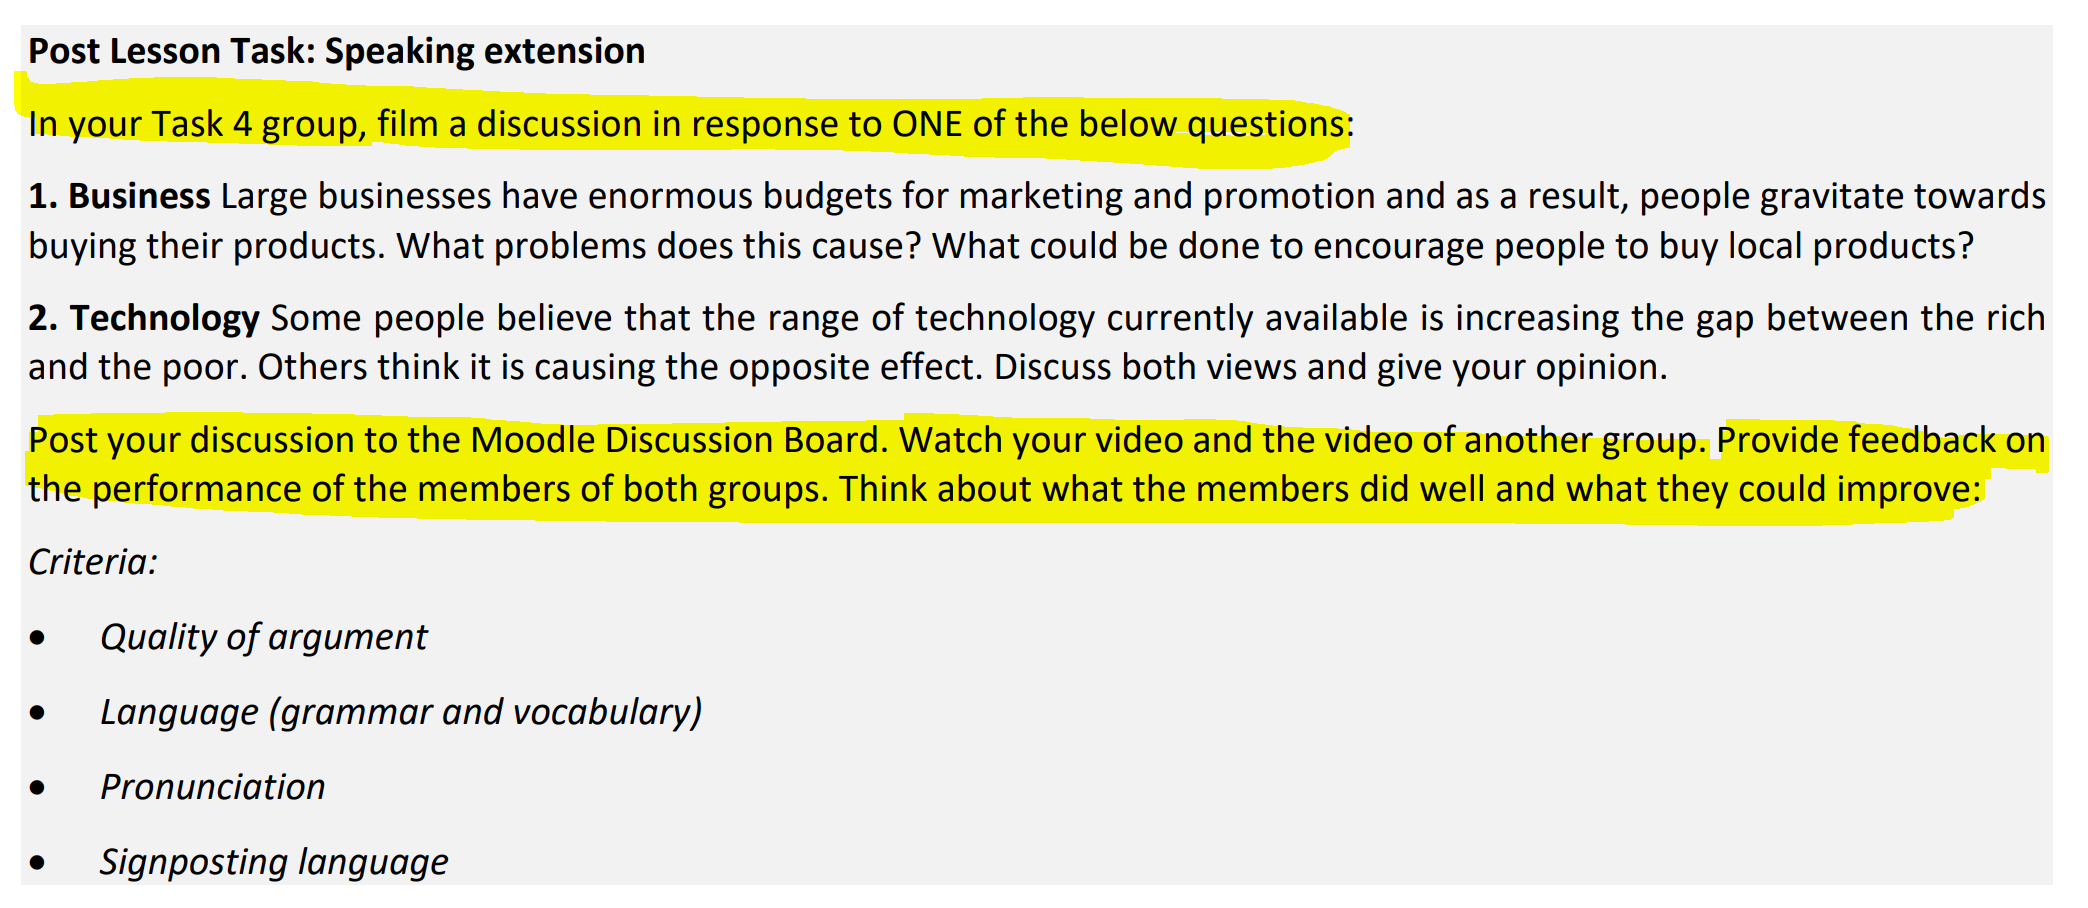 Post Lesson Task: Speaking extension
In your Task 4 group, film a discussion in response to ONE of the below questions:
1. Business Large businesses have enormous budgets for marketing and promotion and as a result, people gravitate towards
buying their products. What problems does this cause? What could be done to encourage people to buy local products?
2. Technology Some people believe that the range of technology currently available is increasing the gap between the rich
and the poor. Others think it is causing the opposite effect. Discuss both views and give your opinion.
Post your discussion to the Moodle Discussion Board. Watch your video and the video of another group. Provide feedback on
the performance of the members of both groups. Think about what the members did well and what they could improve:
Criteria:
• Quality of argument
• Language (grammar and vocabulary)
• Pronunciation
• Signposting language